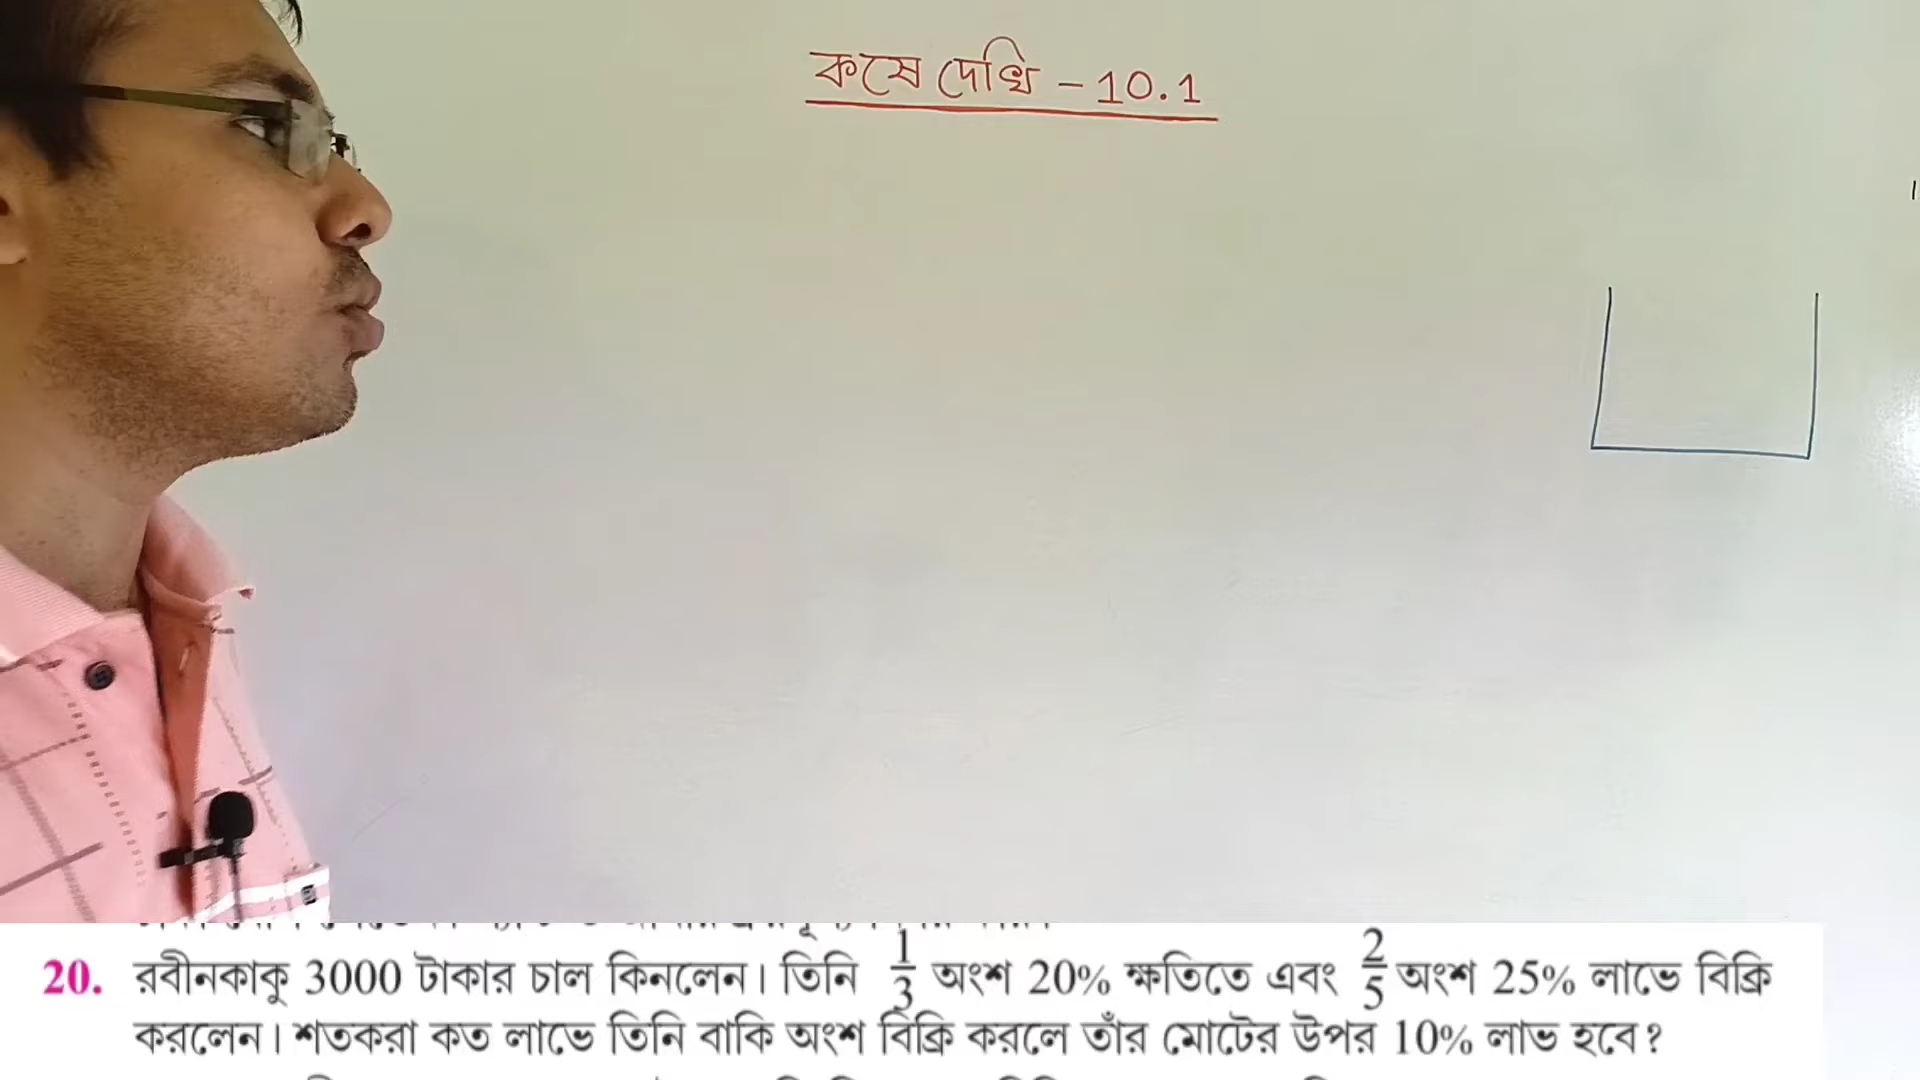 কষে দেখি – 10.1
20. রবীনকাকু 3000 টাকার চাল কিনলেন। তিনি 1/3 অংশ 20% ক্ষতিতে এবং 2/5 অংশ 25% লাভে বিক্রি
করলেন। শতকরা কত লাভে তিনি বাকি অংশ বিক্রি করলে তাঁর মোটের উপর 10% লাভ হবে?